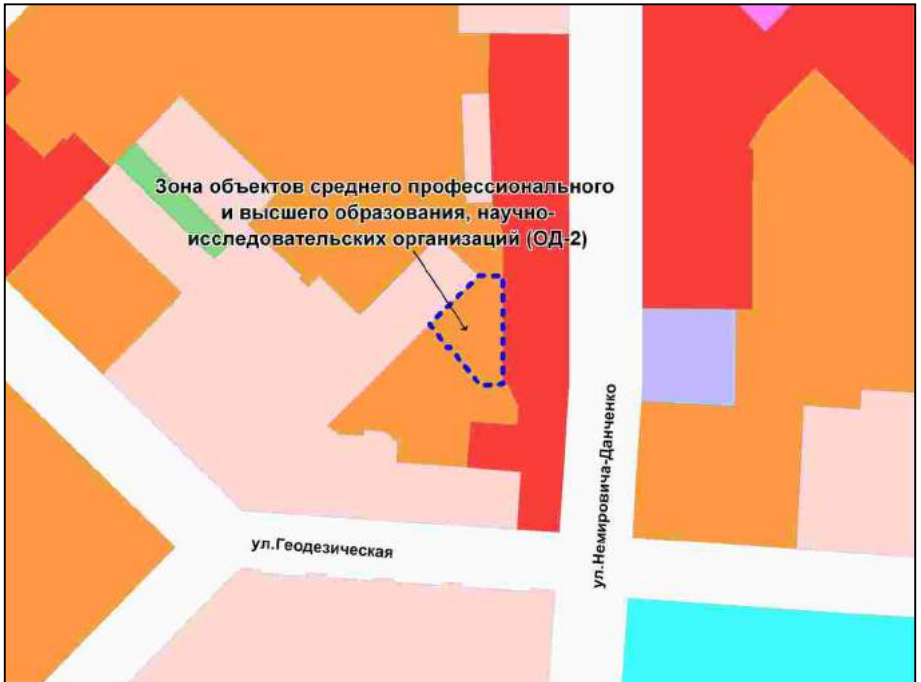 Зона объектов среднего профессионального
и высшего образования, научно-
исследовательских организаций (ОД-2)
ул.Немировича-Данченко
ул.Геодезическая